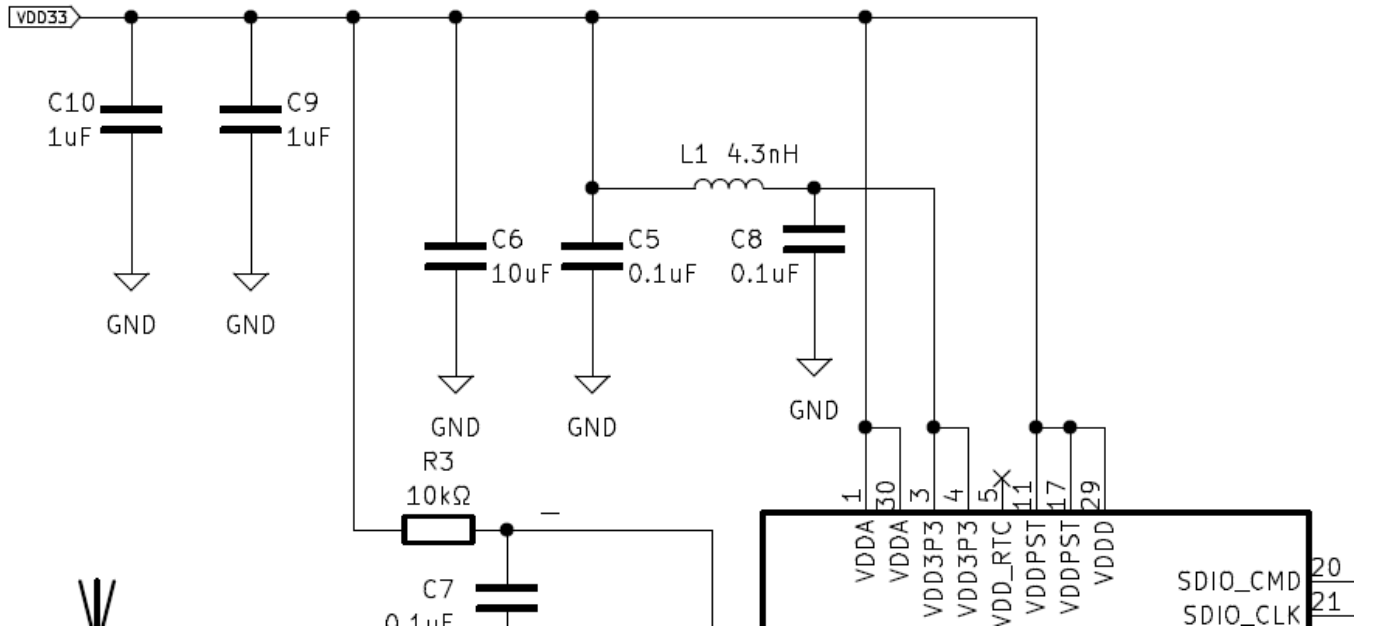 VDD33
C10
1uF
C9
1uF
L1 4.3nH
C6
10uF
C5
0.1uF
C8
0.1uF
GND
GND
GND
GND
GND
R3
10kΩ
1
30
3
4
5
11
17
29
VDDA
VDDA
VDD3P3
VDD3P3
VDD_RTC
VDDPST
VDDPST
VDDD
C7
0.1uF
SDIO_CMD
20
SDIO_CLK
21